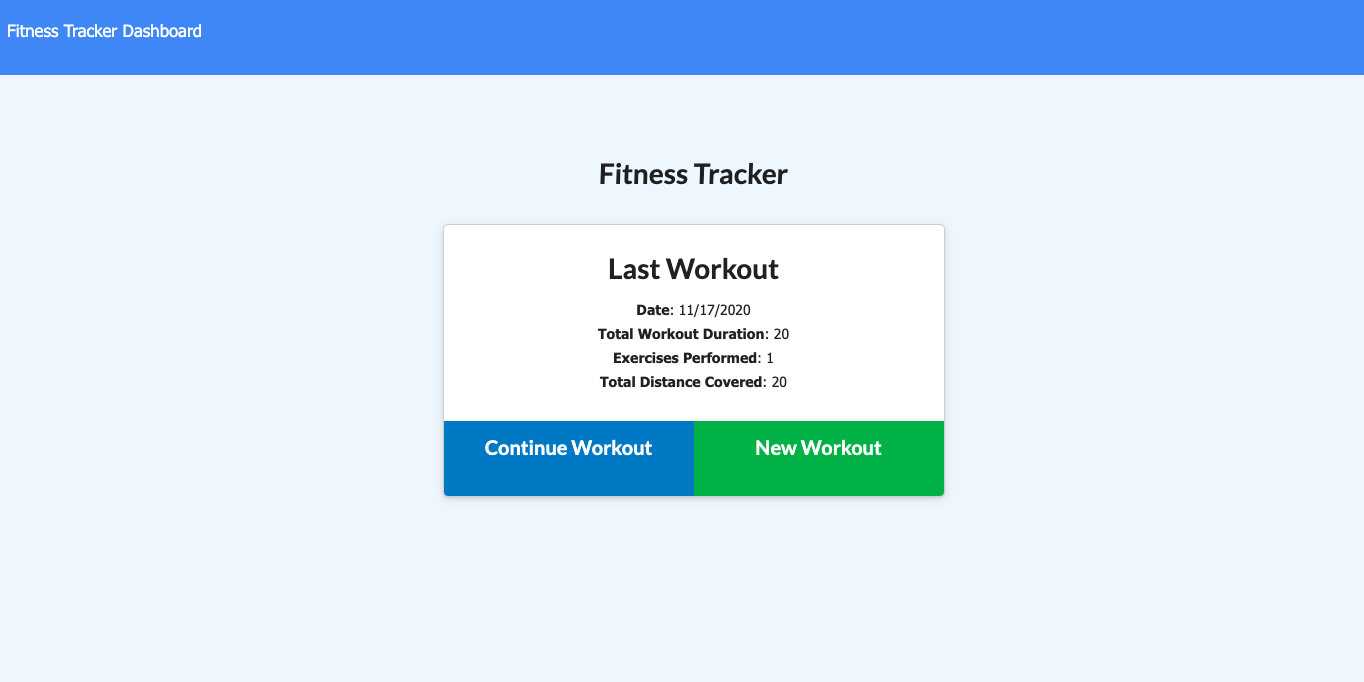 Fitness Tracker Dashboard
Fitness Tracker
Last Workout
Date: 11/17/2020
Total Workout Duration: 20
Exercises Performed: 1
Total Distance Covered: 20
Continue Workout New Workout